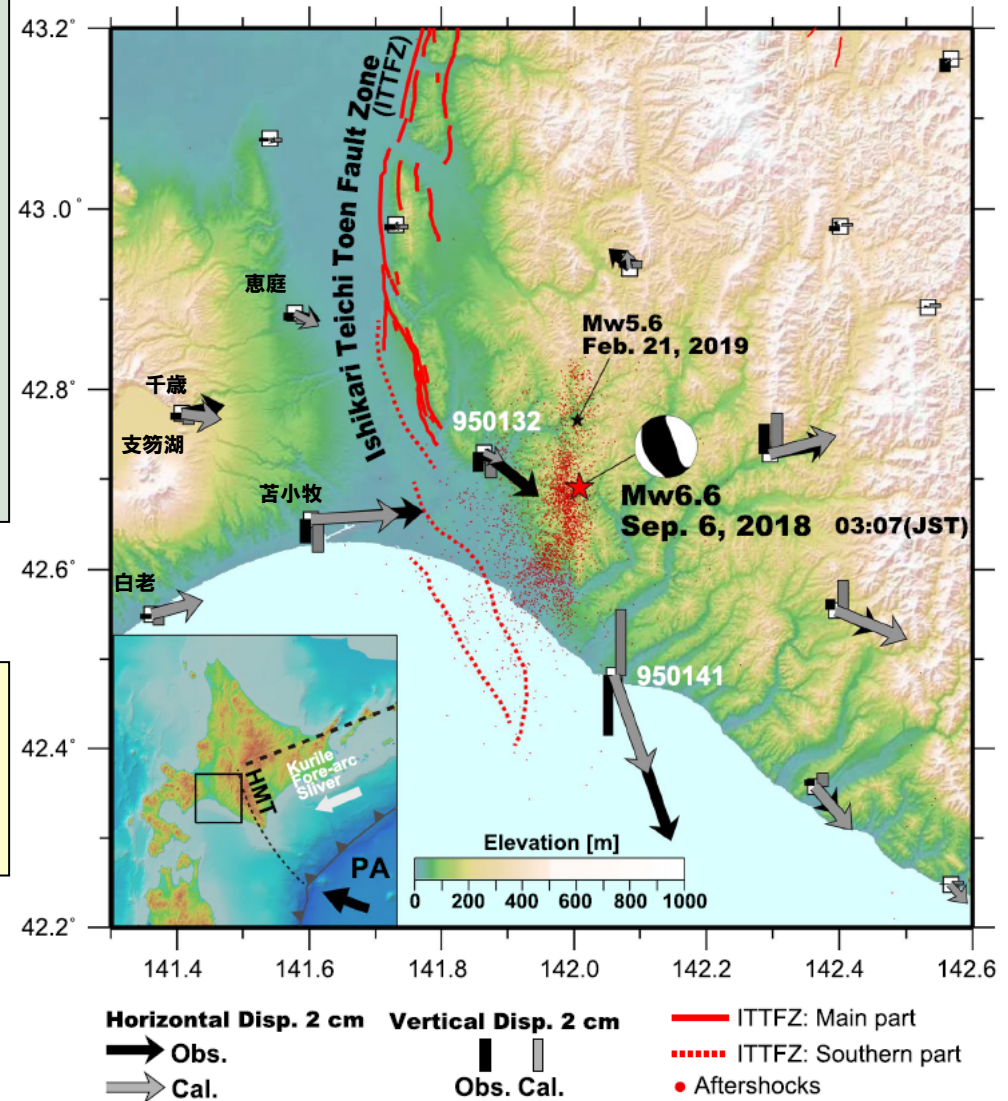 43.2°
43.0°
42.8°
42.6°
42.4°
42.2°
Ishikari Teichi Toen Fault Zone
(ITTFZ)
恵庭
千歳
支笏湖
苫小牧
白老
Mw5.6
Feb. 21, 2019
950132
Mw6.6
Sep. 6, 2018 03:07(JST)
950141
HMT
Kurile
Fore-arc
Sliver
PA
Elevation [m]
0 200 400 600 800 1000
141.4 141.6 141.8 142.0 142.2 142.4 142.6
Horizontal Disp. 2 cm Vertical Disp. 2 cm
Obs.
Cal.
Obs. Cal.
ITTFZ: Main part
ITTFZ: Southern part
Aftershocks